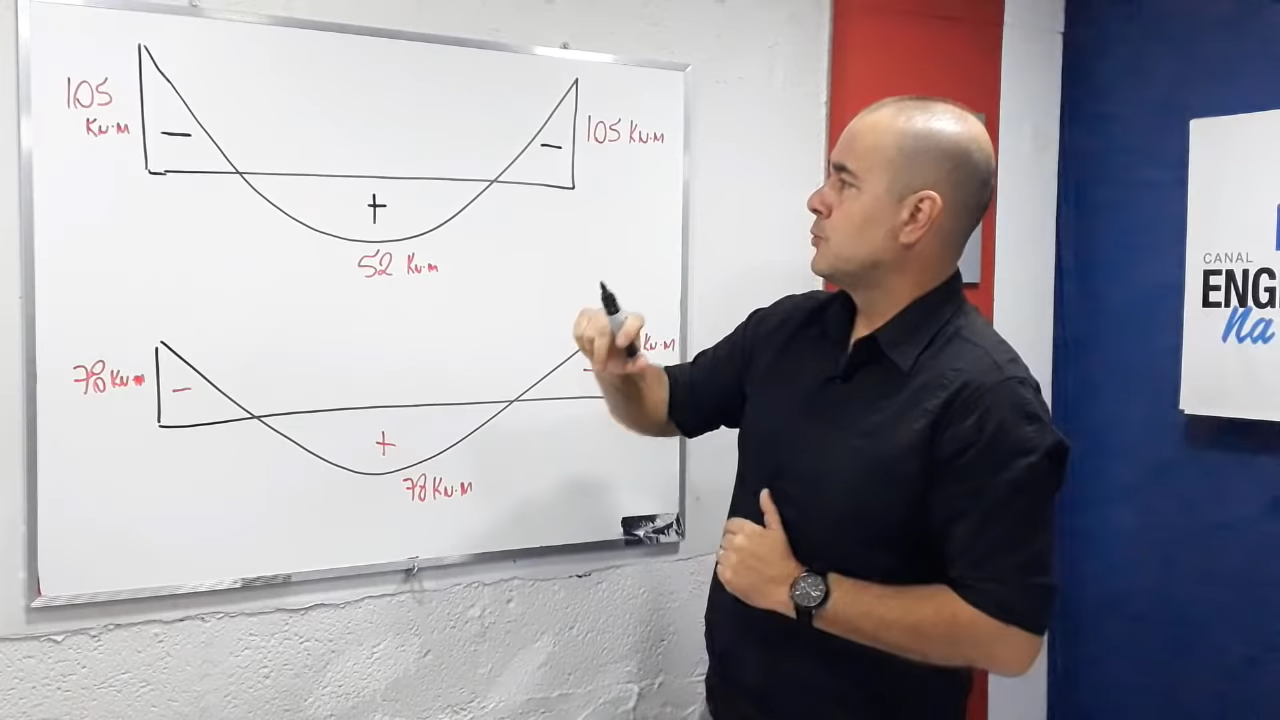 105
KN·M
−
105 KN·M
−
+
52 KN·M
78 KN·M
−
KN·M
+
78 KN·M
CANAL
ENG
Na